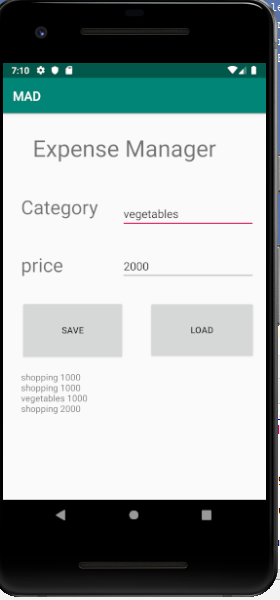 7:10
MAD
Expense Manager
Category vegetables
price 2000
SAVE LOAD
shopping 1000
shopping 1000
vegetables 1000
shopping 2000